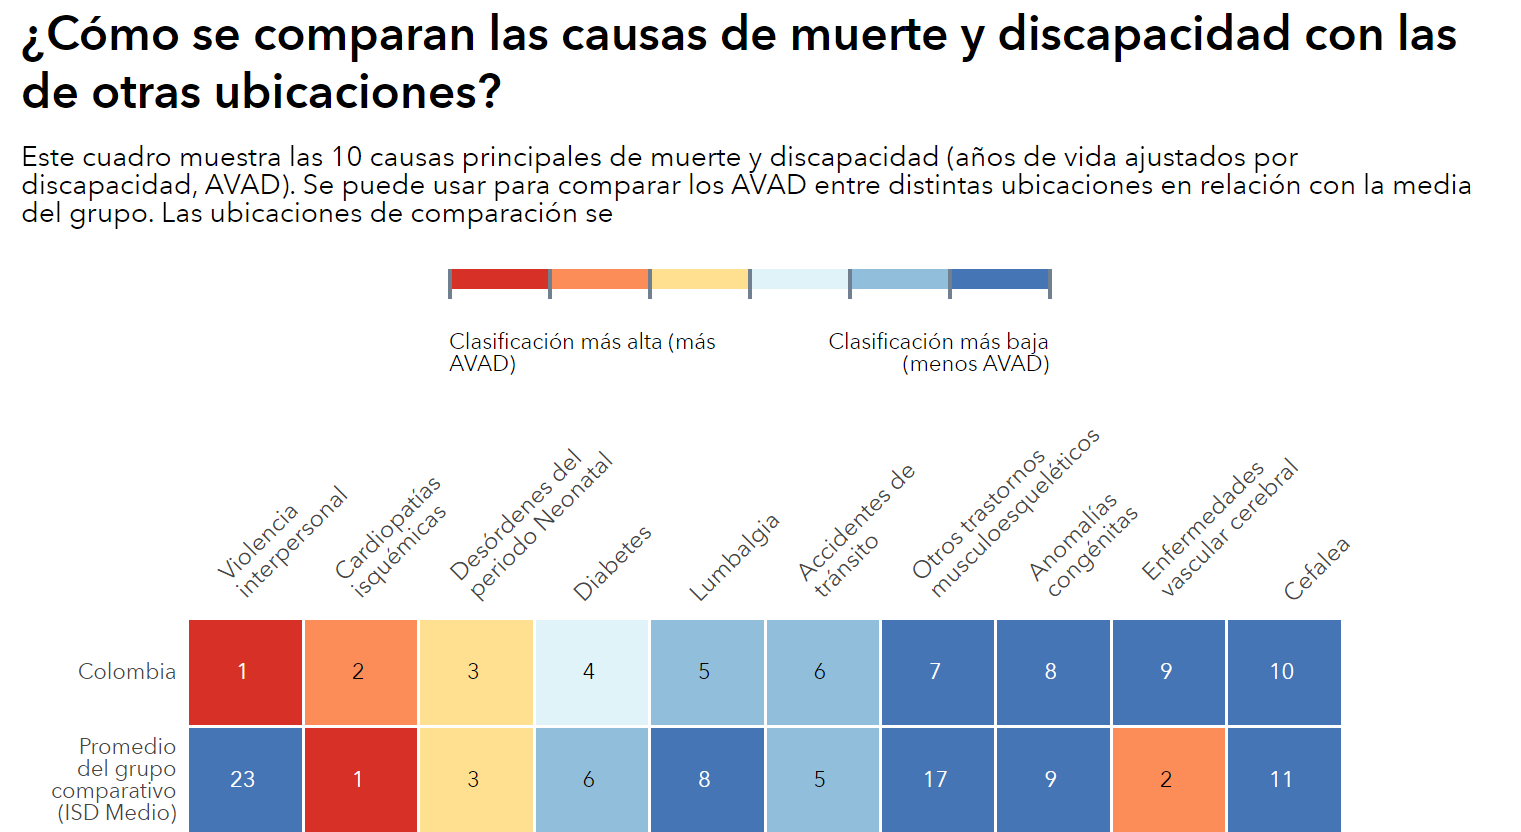 ¿Cómo se comparan las causas de muerte y discapacidad con las
de otras ubicaciones?
Este cuadro muestra las 10 causas principales de muerte y discapacidad (años de vida ajustados por
discapacidad, AVAD). Se puede usar para comparar los AVAD entre distintas ubicaciones en relación con la media
del grupo. Las ubicaciones de comparación se
Clasificación más alta (más
AVAD)
Clasificación más baja
(menos AVAD)
Violencia
interpersonal
Cardiopatías
isquémicas
Desórdenes del
periodo Neonatal
Diabetes
Lumbalgia
Accidentes de
tránsito
Otros trastornos
musculoesqueléticos
Anomalías
congénitas
Enfermedades
vascular cerebral
Cefalea
Colombia
1 2 3 4 5 6 7 8 9 10
Promedio
del grupo
comparativo
(ISD Medio)
23 1 3 6 8 5 17 9 2 11